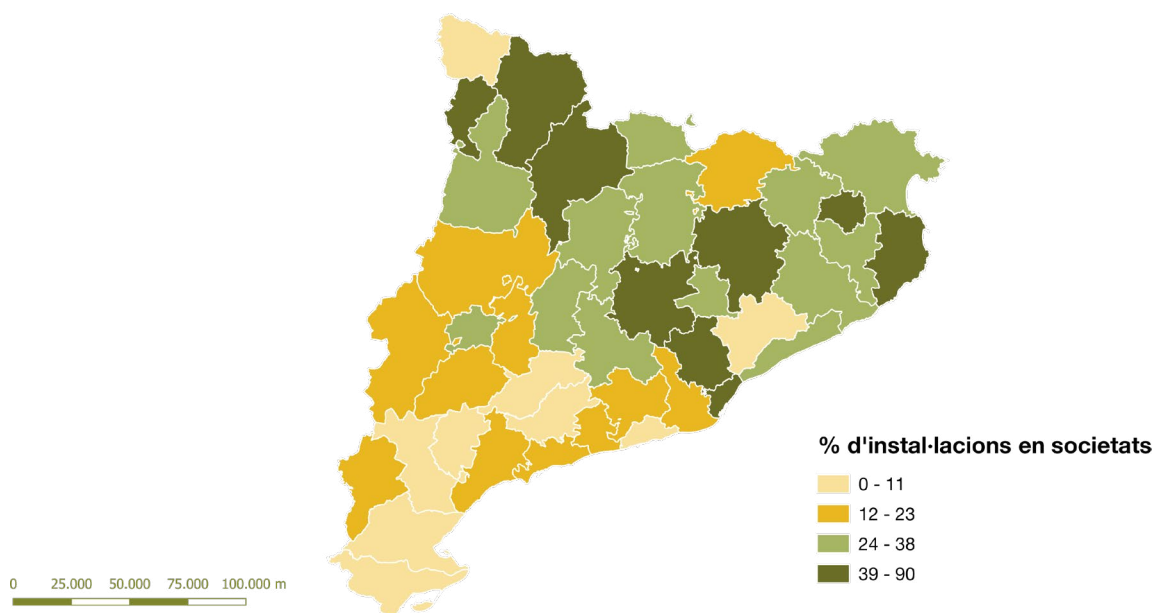 % d'instal·lacions en societats
0 - 11
12 - 23
24 - 38
39 - 90
0 25.000 50.000 75.000 100.000 m